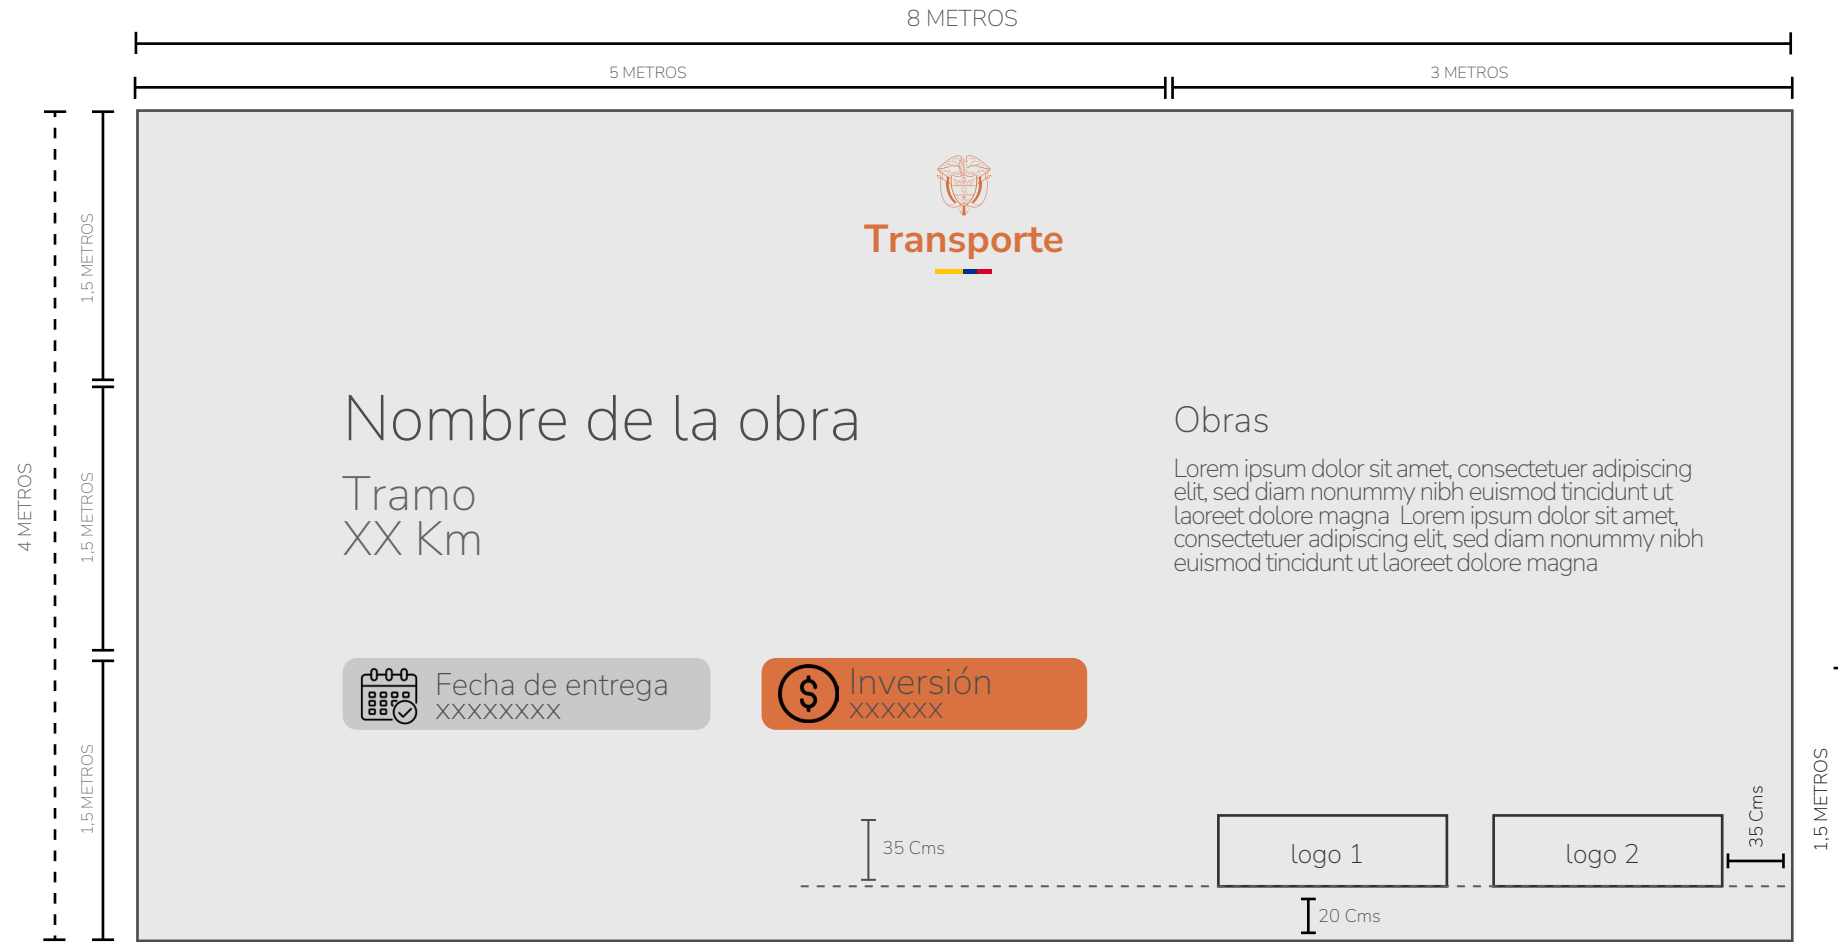 8 METROS
5 METROS
3 METROS
4 METROS
1,5 METROS
1,5 METROS
1,5 METROS
Transporte
Nombre de la obra
Tramo
XX Km
Obras
Lorem ipsum dolor sit amet, consectetuer adipiscing
elit, sed diam nonummy nibh euismod tincidunt ut
laoreet dolore magna Lorem ipsum dolor sit amet,
consectetuer adipiscing elit, sed diam nonummy nibh
euismod tincidunt ut laoreet dolore magna
Fecha de entrega
XXXXXXXX
Inversión
XXXXXX
35 Cms
logo 1
logo 2
35 Cms
1,5 METROS
20 Cms